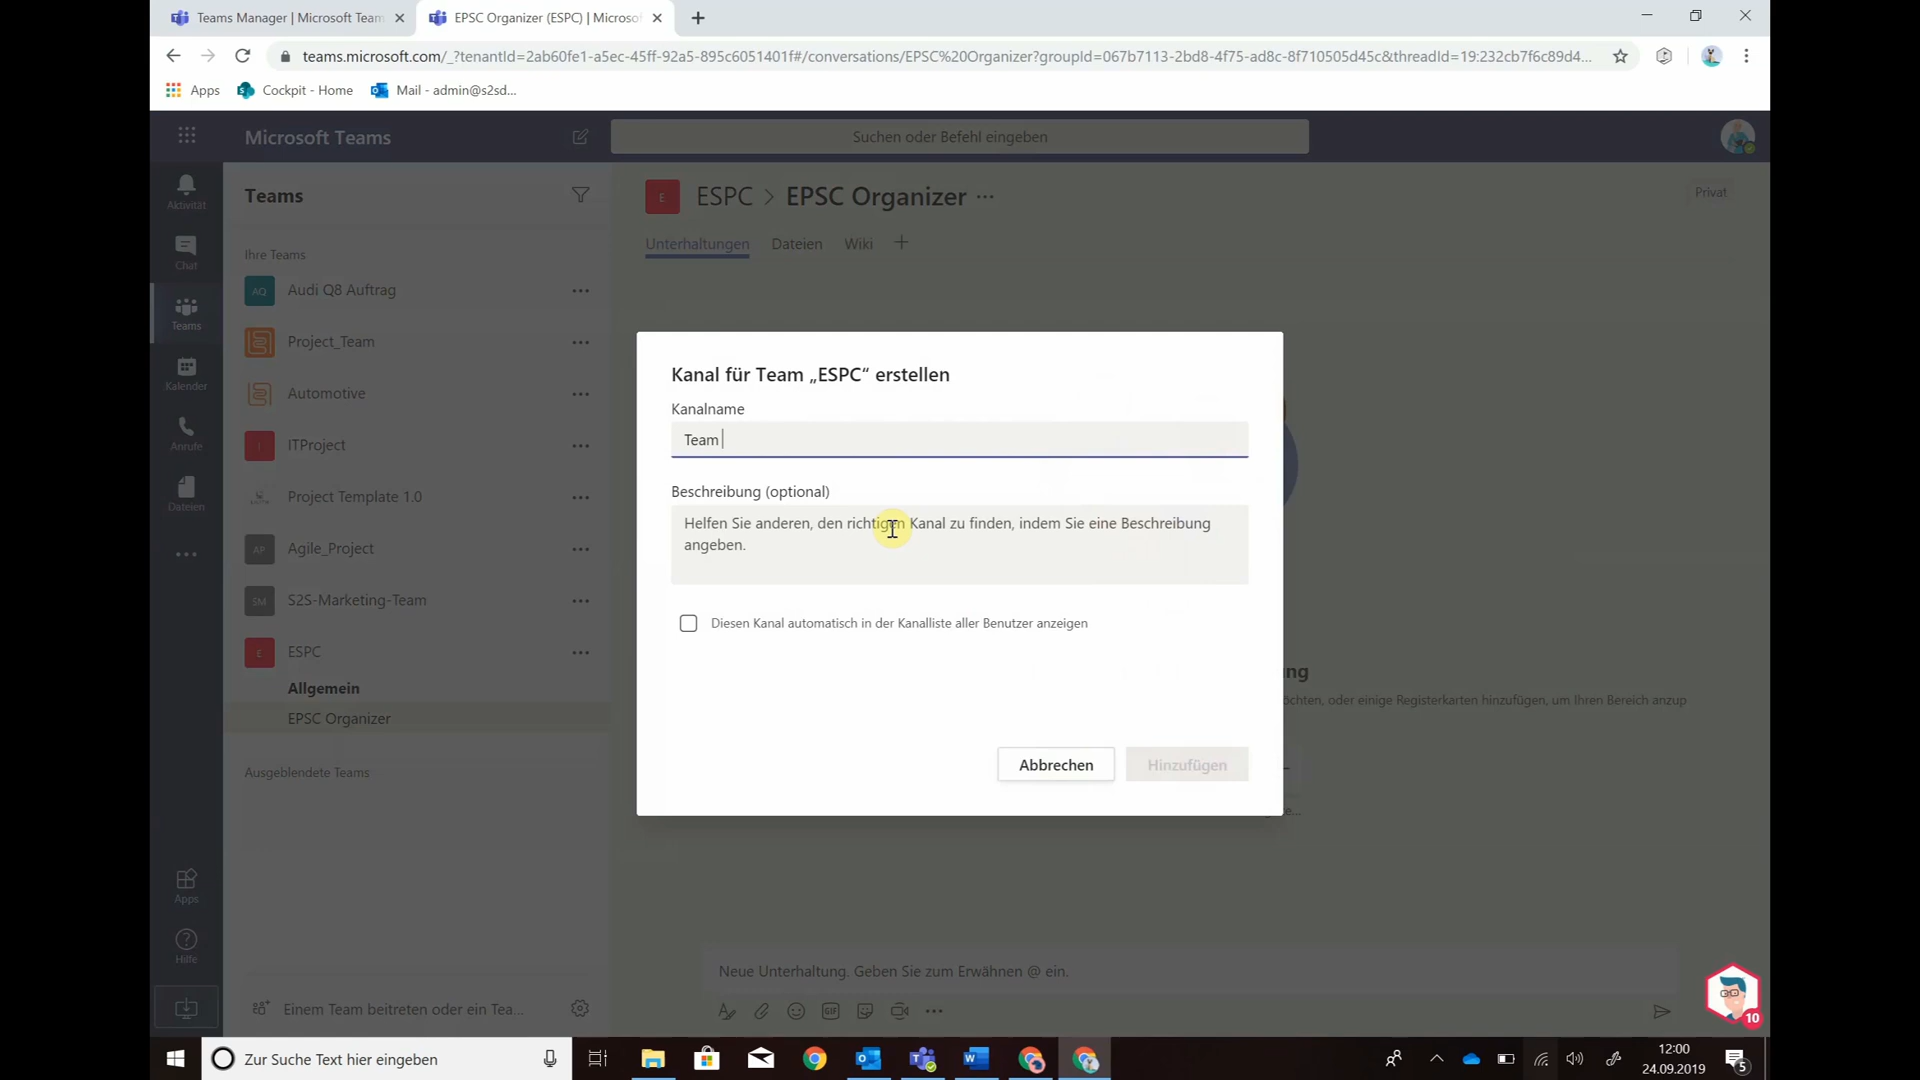 Teams Manager | Microsoft Team
EPSC Organizer (ESPC) | Microso
teams.microsoft.com/_?tenantId=2ab60fe1-a5ec-45ff-92a5-895c6051401f#/conversations/EPSC%20Organizer?groupId=067b7113-2bd8-4f75-ad8c-8f710505d45c&threadId=19:232cb7f6c89d4...
Apps
Cockpit - Home
Mail - admin@s2sd...
Microsoft Teams
Suchen oder Befehl eingeben
Aktivität
Chat
Teams
Kalender
Anrufe
Dateien
Apps
Hilfe
Teams
Ihre Teams
AQ Audi Q8 Auftrag
Project_Team
Automotive
I ITProject
Project Template 1.0
AP Agile_Project
SM S2S-Marketing-Team
E ESPC
Allgemein
EPSC Organizer
Ausgeblendete Teams
Einem Team beitreten oder ein Tea...
E ESPC > EPSC Organizer ...
Privat
Unterhaltungen Dateien Wiki +
Kanal für Team „ESPC“ erstellen
Kanalname
Team
Beschreibung (optional)
Helfen Sie anderen, den richtigen Kanal zu finden, indem Sie eine Beschreibung
angeben.
Diesen Kanal automatisch in der Kanalliste aller Benutzer anzeigen
Abbrechen
Hinzufügen
ng
öchten, oder einige Registerkarten hinzufügen, um Ihren Bereich anzup
e...
Neue Unterhaltung. Geben Sie zum Erwähnen @ ein.
GIF
10
Zur Suche Text hier eingeben
12:00
24.09.2019
5